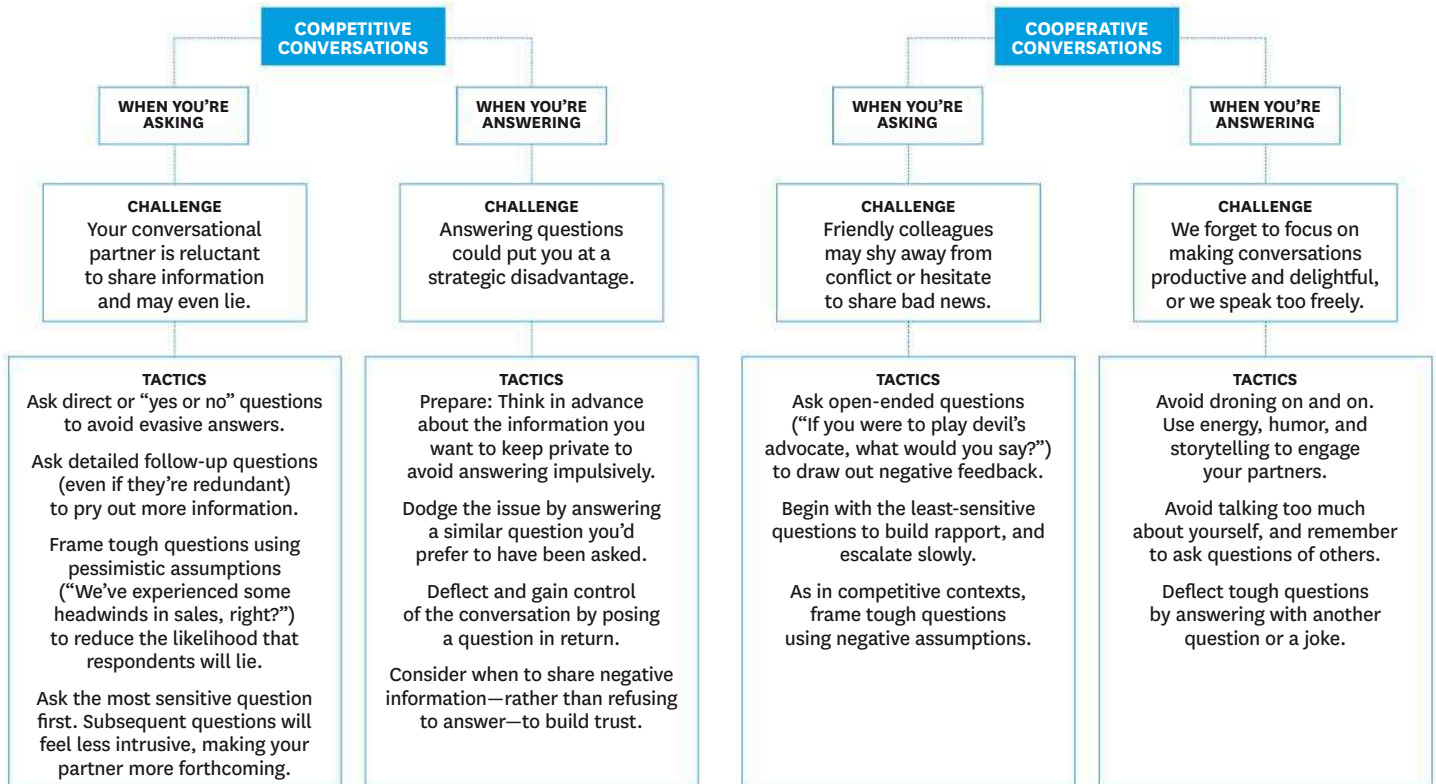 COMPETITIVE
CONVERSATIONS
WHEN YOU’RE
ASKING
CHALLENGE
Your conversational
partner is reluctant
to share information
and may even lie.
TACTICS
Ask direct or “yes or no” questions
to avoid evasive answers.
Ask detailed follow-up questions
(even if they’re redundant)
to pry out more information.
Frame tough questions using
pessimistic assumptions
(“We’ve experienced some
headwinds in sales, right?”)
to reduce the likelihood that
respondents will lie.
Ask the most sensitive question
first. Subsequent questions will
feel less intrusive, making your
partner more forthcoming.
WHEN YOU’RE
ANSWERING
CHALLENGE
Answering questions
could put you at a
strategic disadvantage.
TACTICS
Prepare: Think in advance
about the information you
want to keep private to
avoid answering impulsively.
Dodge the issue by answering
a similar question you’d
prefer to have been asked.
Deflect and gain control
of the conversation by posing
a question in return.
Consider when to share negative
information—rather than refusing
to answer—to build trust.
COOPERATIVE
CONVERSATIONS
WHEN YOU’RE
ASKING
CHALLENGE
Friendly colleagues
may shy away from
conflict or hesitate
to share bad news.
TACTICS
Ask open-ended questions
(“If you were to play devil’s
advocate, what would you say?”)
to draw out negative feedback.
Begin with the least-sensitive
questions to build rapport, and
escalate slowly.
As in competitive contexts,
frame tough questions
using negative assumptions.
WHEN YOU’RE
ANSWERING
CHALLENGE
We forget to focus on
making conversations
productive and delightful,
or we speak too freely.
TACTICS
Avoid droning on and on.
Use energy, humor, and
storytelling to engage
your partners.
Avoid talking too much
about yourself, and remember
to ask questions of others.
Deflect tough questions
by answering with another
question or a joke.